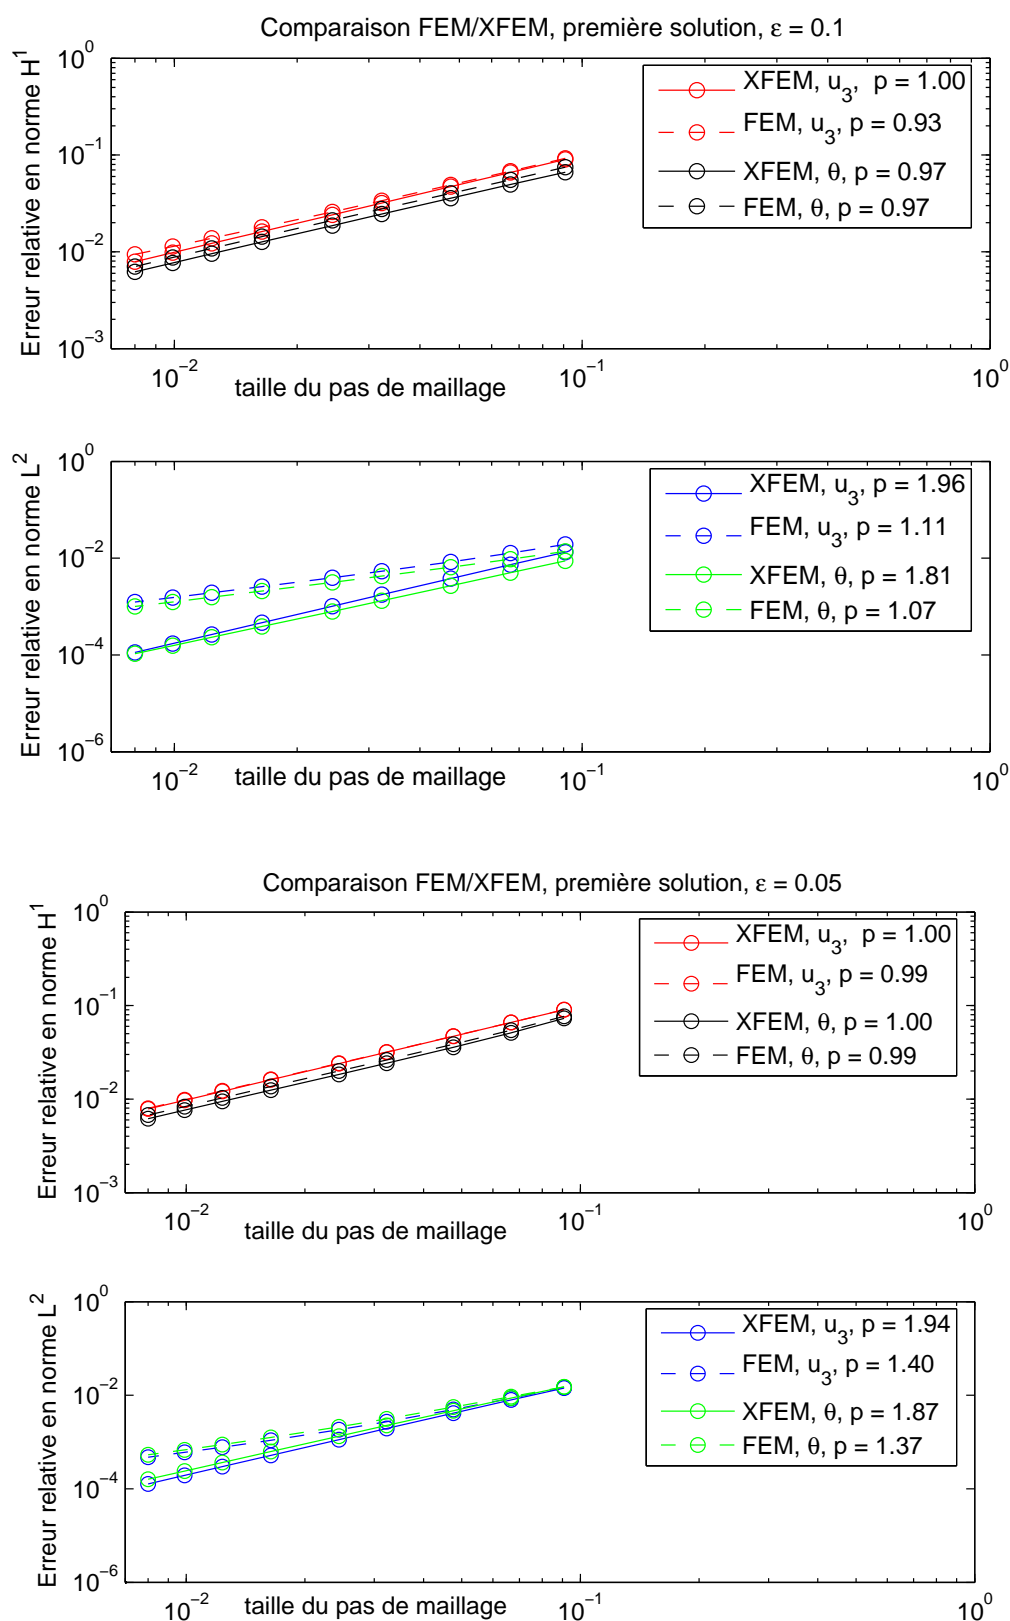 Comparaison FEM/XFEM, première solution, ε = 0.1
Erreur relative en norme H^1
10^0
10^−1
10^−2
10^−3
XFEM, u_3, p = 1.00
FEM, u_3, p = 0.93
XFEM, θ, p = 0.97
FEM, θ, p = 0.97
10^−2
10^−1
10^0
taille du pas de maillage
Erreur relative en norme L^2
10^0
10^−2
10^−4
10^−6
XFEM, u_3, p = 1.96
FEM, u_3, p = 1.11
XFEM, θ, p = 1.81
FEM, θ, p = 1.07
10^−2
10^−1
10^0
taille du pas de maillage
Comparaison FEM/XFEM, première solution, ε = 0.05
Erreur relative en norme H^1
10^0
10^−1
10^−2
10^−3
XFEM, u_3, p = 1.00
FEM, u_3, p = 0.99
XFEM, θ, p = 1.00
FEM, θ, p = 0.99
10^−2
10^−1
10^0
taille du pas de maillage
Erreur relative en norme L^2
10^0
10^−2
10^−4
10^−6
XFEM, u_3, p = 1.94
FEM, u_3, p = 1.40
XFEM, θ, p = 1.87
FEM, θ, p = 1.37
10^−2
10^−1
10^0
taille du pas de maillage